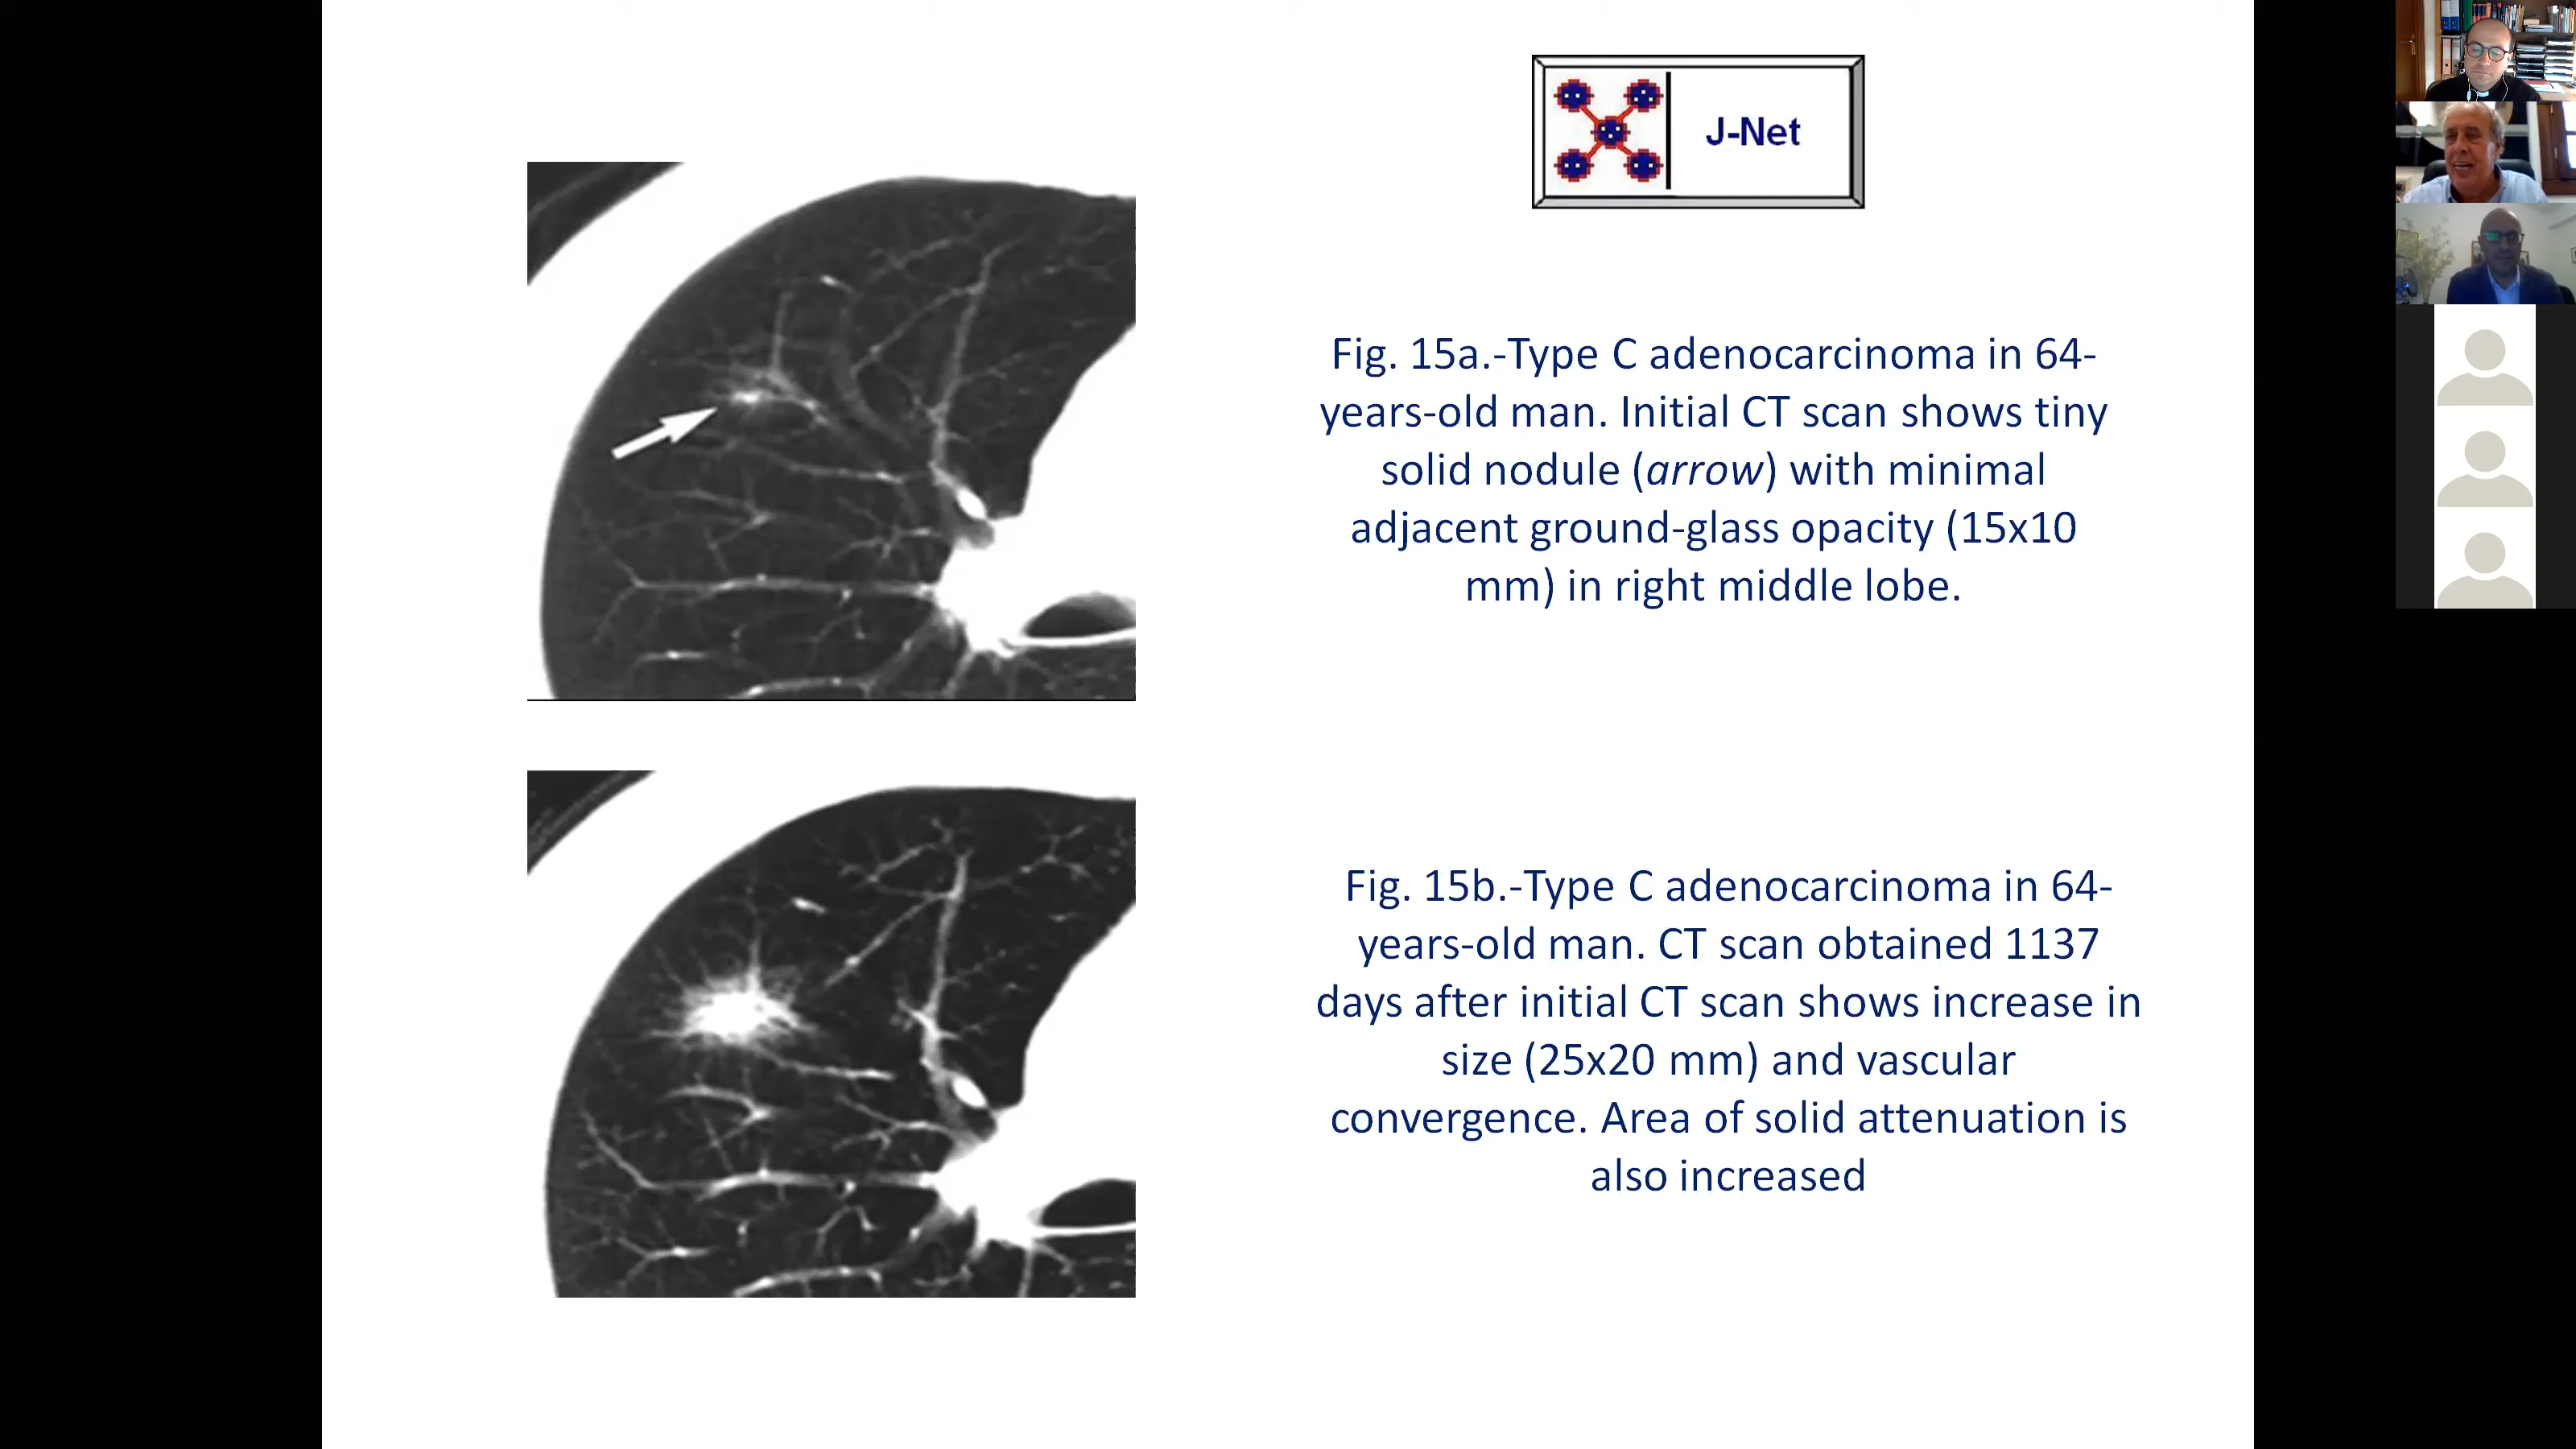 J-Net
Fig. 15a.-Type C adenocarcinoma in 64-
years-old man. Initial CT scan shows tiny
solid nodule (arrow) with minimal
adjacent ground-glass opacity (15x10
mm) in right middle lobe.
Fig. 15b.-Type C adenocarcinoma in 64-
years-old man. CT scan obtained 1137
days after initial CT scan shows increase in
size (25x20 mm) and vascular
convergence. Area of solid attenuation is
also increased